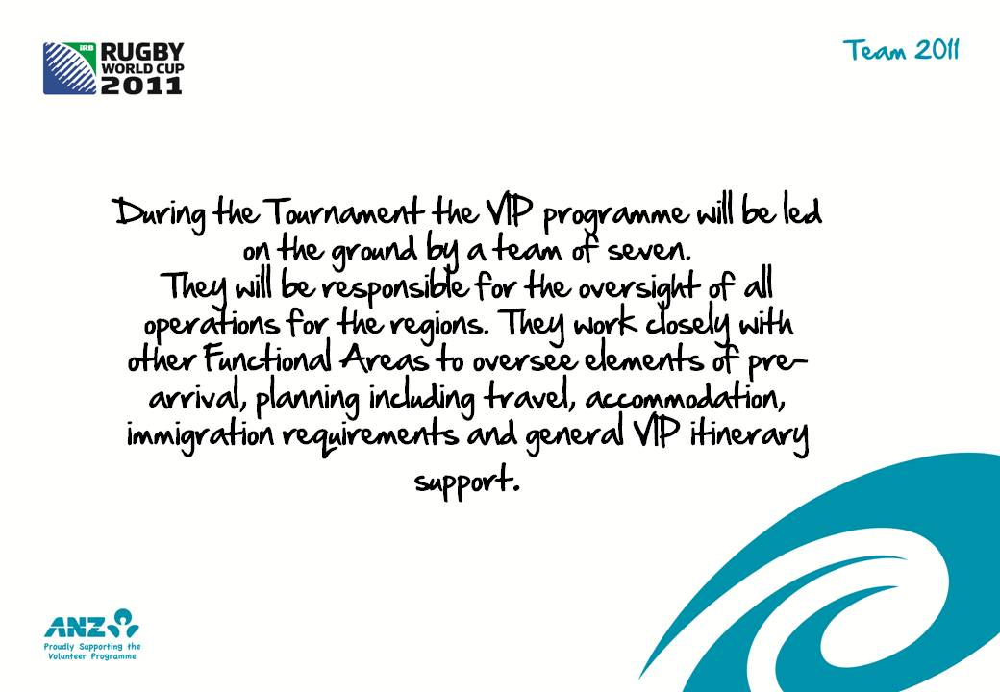 iRB
RUGBY
WORLD CUP
2011
Team 2011
During the Tournament the VIP programme will be led
on the ground by a team of seven.
They will be responsible for the oversight of all
operations for the regions. They work closely with
other Functional Areas to oversee elements of pre-
arrival, planning including travel, accommodation,
immigration requirements and general VIP itinerary
support.
ANZ
Proudly Supporting the
Volunteer Programme